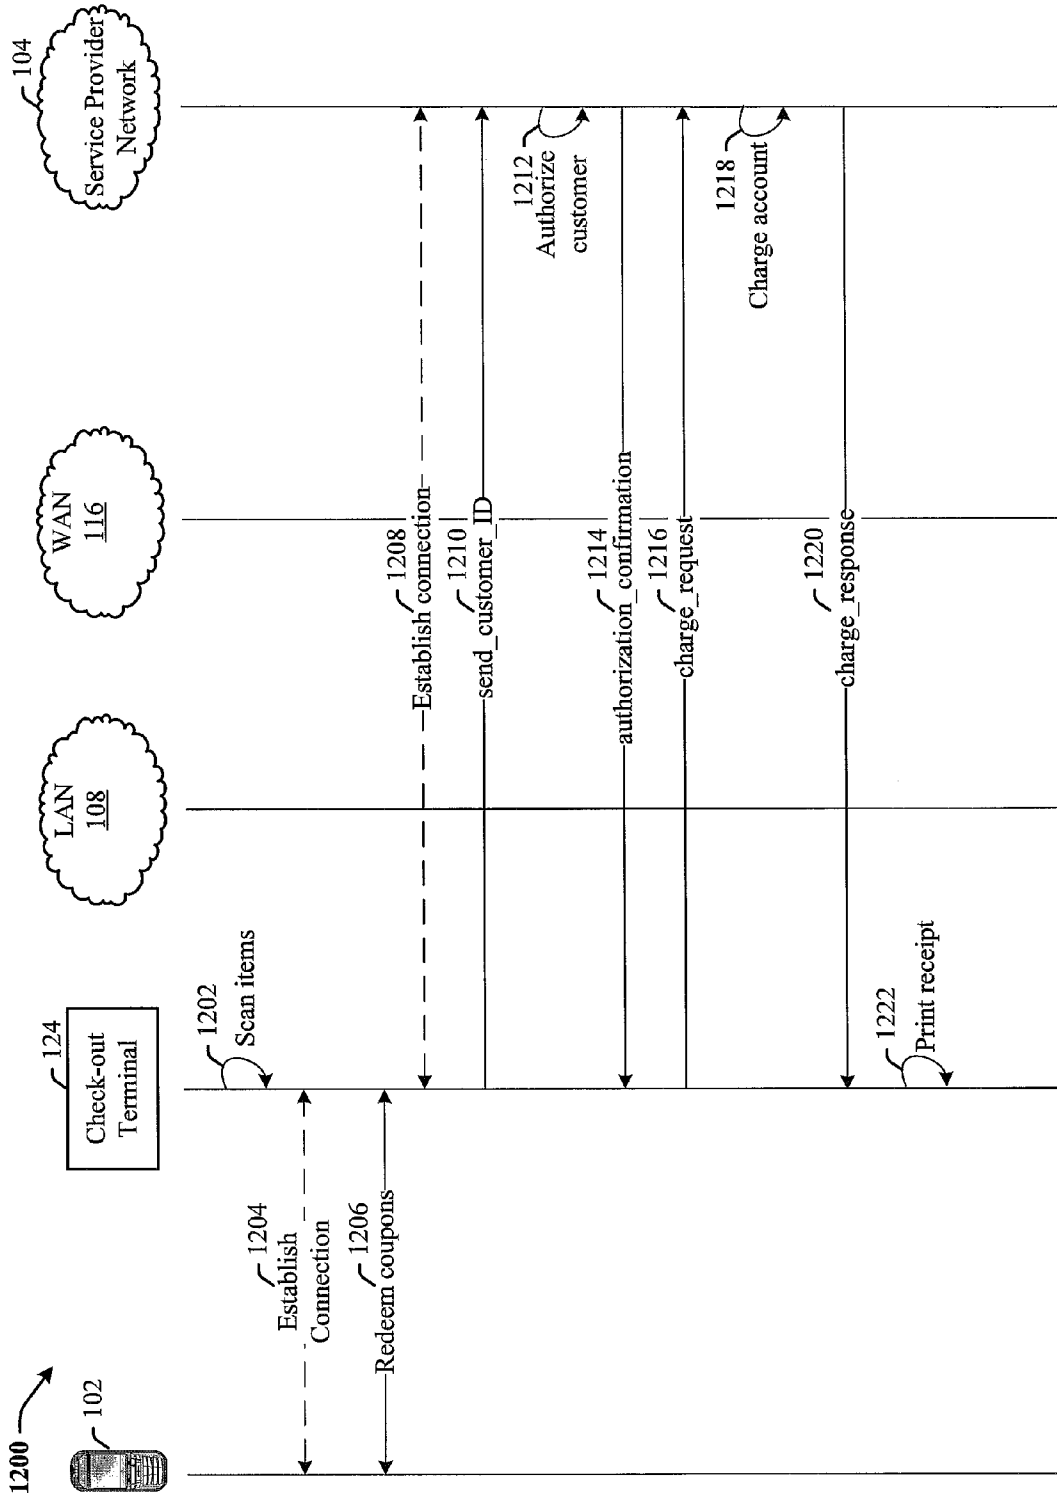 1200
102
124
Check-out
Terminal
LAN
108
WAN
116
104
Service Provider
Network
1202
Scan items
1204
Establish
Connection
1206
Redeem coupons
1208
Establish connection
1210
send_customer_ID
1212
Authorize
customer
1214
authorization_confirmation
1216
charge_request
1218
Charge account
1220
charge_response
1222
Print receipt